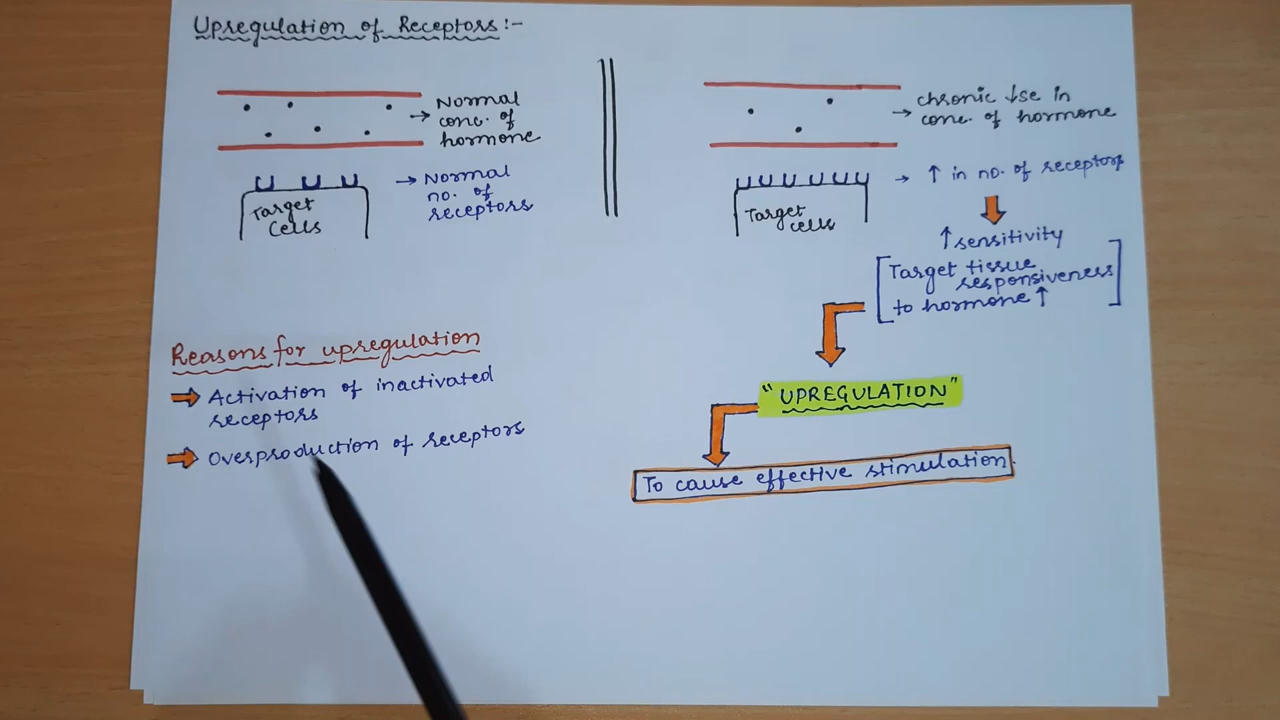 Upregulation of Receptors:-
→ Normal
conc. of
hormone
→ Normal
no. of
receptors
Target
Cells
→ chronic ↓se in
conc. of hormone
→ ↑ in no. of receptors
Target
cells
↑ sensitivity
[Target tissue
responsiveness
to hormone ↑]
"UPREGULATION"
To cause effective stimulation.
Reasons for upregulation
⇒ Activation of inactivated
receptors
⇒ Overproduction of receptors